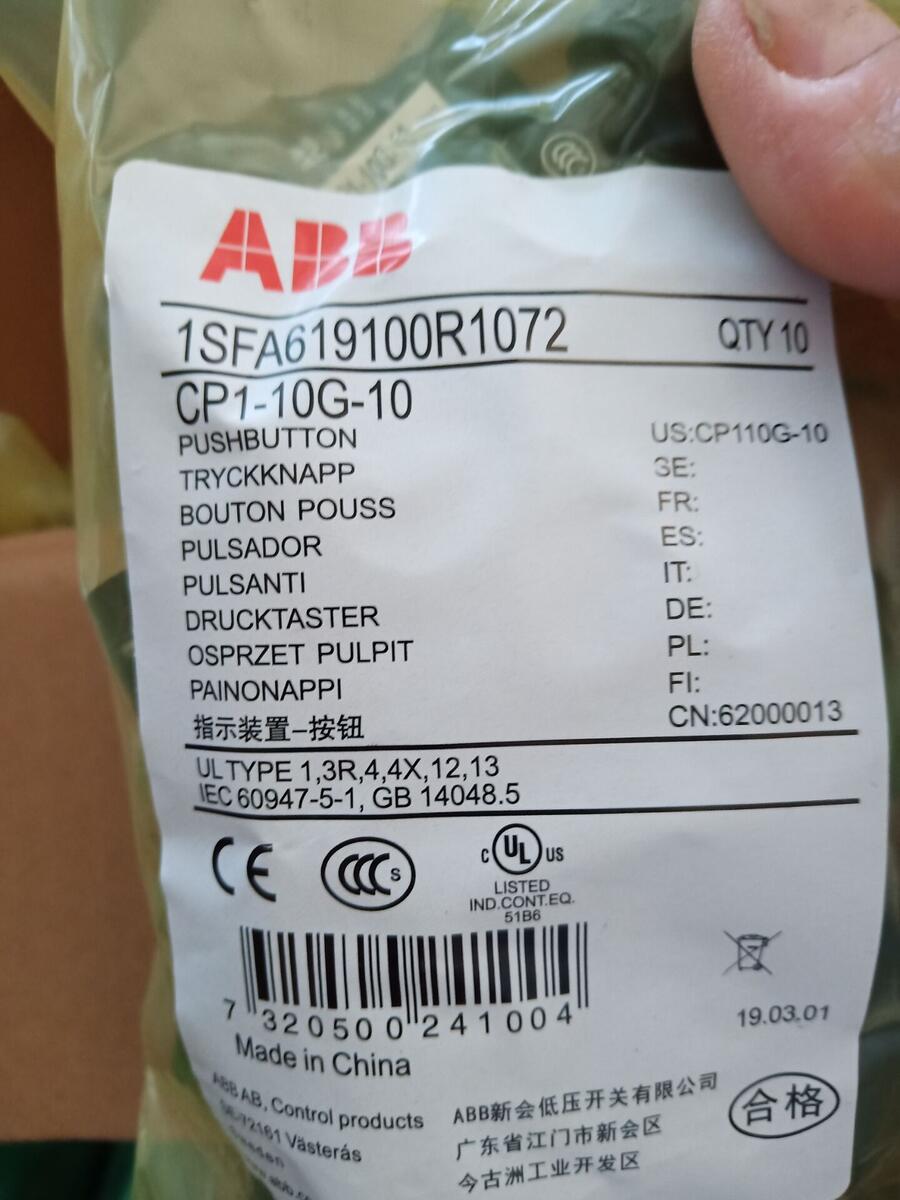 ABB
1SFA619100R1072 QTY 10
CP1-10G-10
PUSHBUTTON US:CP110G-10
TRYCKKNAPP SE:
BOUTON POUSS FR:
PULSADOR ES:
PULSANTI IT:
DRUCKTASTER DE:
OSPRZET PULPIT PL:
PAINONAPPI FI:
指示装置-按钮 CN:62000013
UL TYPE 1,3R,4,4X,12,13
IEC 60947-5-1, GB 14048.5
CE CCC S C UL US
LISTED
IND.CONT.EQ.
51B6
7 320500 241004
19.03.01
Made in China
ABB AB, Control products
SE-72161 Västerås
Sweden
ABB新会低压开关有限公司
广东省江门市新会区
今古洲工业开发区
合格